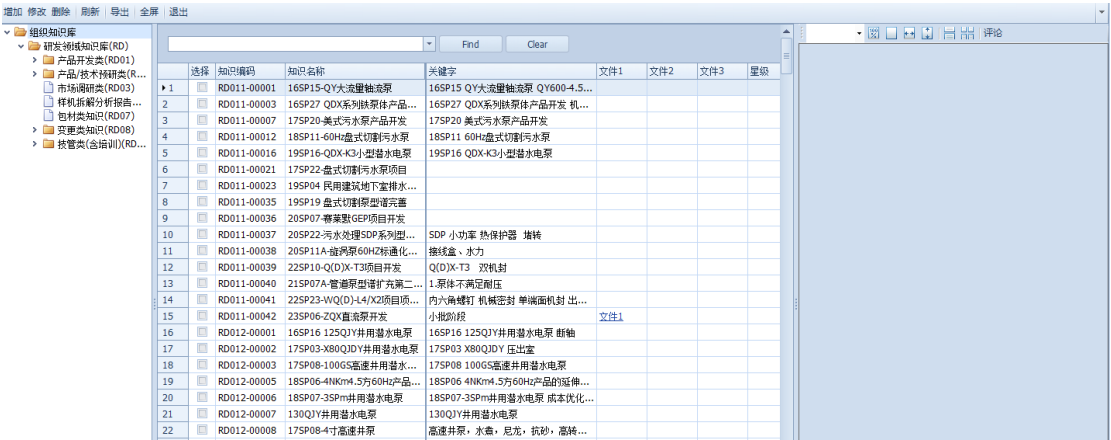 增加 修改 删除 刷新 导出 全屏 退出
组织知识库
研发领域知识库(RD)
产品开发类(RD01)
产品/技术预研类(R...
市场调研类(RD03)
样机拆解分析报告...
包材类知识(RD07)
变更类知识(RD08)
技管类(含培训)(RD...
Find Clear
评论
选择 知识编码 知识名称 关键字 文件1 文件2 文件3 星级
1 RD011-00001 16SP15-QY大流量轴流泵 16SP15 QY大流量轴流泵 QY600-4.5...
2 RD011-00003 16SP27 QDX系列铁泵体产品... 16SP27 QDX系列铁泵体产品开发 机...
3 RD011-00007 17SP20-美式污水泵产品开发 17SP20 美式污水泵产品开发
4 RD011-00012 18SP11-60Hz盘式切割污水泵 18SP11 60Hz盘式切割污水泵
5 RD011-00016 19SP16-QDX-K3小型潜水电泵 19SP16 QDX-K3小型潜水电泵
6 RD011-00021 17SP22-盘式切割污水泵项目
7 RD011-00023 19SP04 民用建筑地下室排水...
8 RD011-00035 19SP19 盘式切割泵型谱完善
9 RD011-00036 20SP07-赛莱默GEP项目开发
10 RD011-00037 20SP22-污水处理SDP系列型... SDP 小功率 热保护器 堵转
11 RD011-00038 20SP11A-旋涡泵60HZ标通化... 接线盒、水力
12 RD011-00039 22SP10-Q(D)X-T3项目开发 Q(D)X-T3 双机封
13 RD011-00040 21SP07A-管道泵型谱扩充第二... 1.泵体不满足耐压
14 RD011-00041 22SP23-WQ(D)-L4/X2项目项... 内六角螺钉 机械密封 单端面机封 出...
15 RD011-00042 23SP06-ZQX直流泵开发 小批阶段 文件1
16 RD012-00001 16SP16 125QJY井用潜水电泵 16SP16 125QJY井用潜水电泵 断轴
17 RD012-00002 17SP03-X80QJDY井用潜水电泵 17SP03 X80QJDY 压出室
18 RD012-00003 17SP08-100GS高速井用潜水... 17SP08 100GS高速井用潜水电泵
19 RD012-00005 18SP06-4NKm4.5方60Hz产品... 18SP06 4NKm4.5方60Hz产品的延伸...
20 RD012-00006 18SP07-3SPm井用潜水电泵 18SP07-3SPm井用潜水电泵 成本优化...
21 RD012-00007 130QJY井用潜水电泵 130QJY井用潜水电泵
22 RD012-00008 17SP08-4寸高速井泵 高速井泵，水盏，尼龙，抗砂，高转...